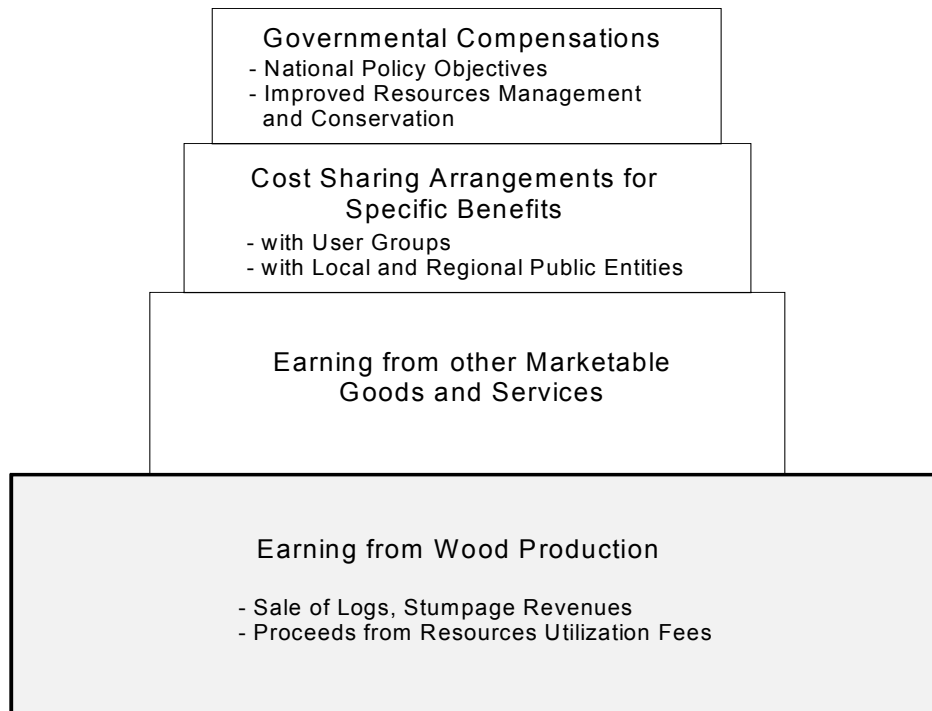 Governmental Compensations
- National Policy Objectives
- Improved Resources Management
and Conservation
Cost Sharing Arrangements for
Specific Benefits
- with User Groups
- with Local and Regional Public Entities
Earning from other Marketable
Goods and Services
Earning from Wood Production
- Sale of Logs, Stumpage Revenues
- Proceeds from Resources Utilization Fees